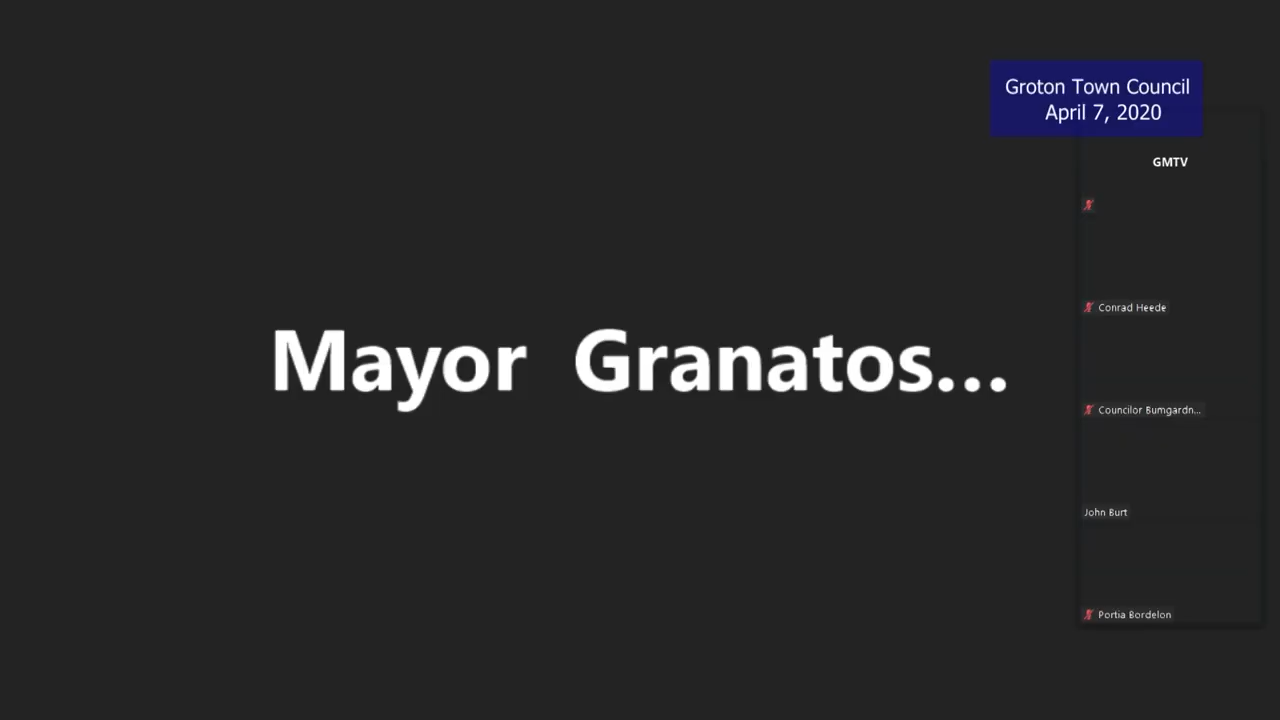 Groton Town Council
April 7, 2020
GMTV
Conrad Heede
Mayor Granatos...
Councilor Bumgardn...
John Burt
Portia Bordelon